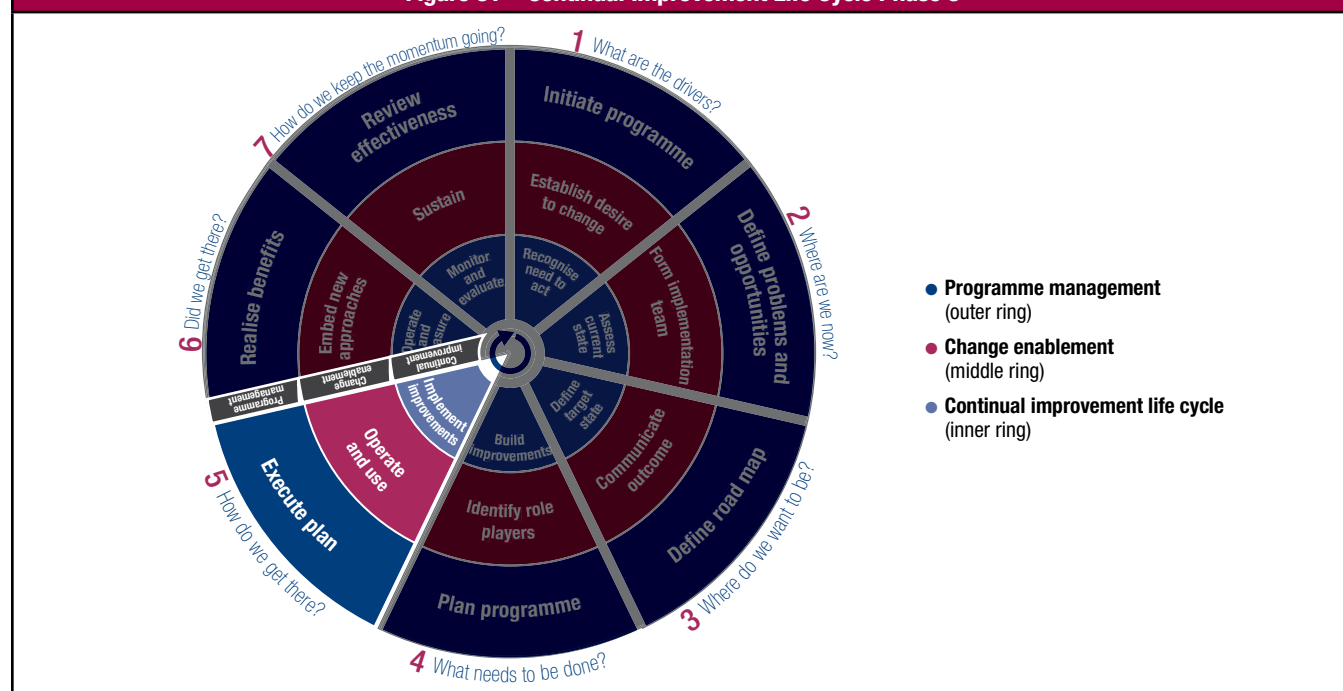 1 What are the drivers?
Initiate programme
Establish desire
to change
Recognise
need to
act
2 Where are we now?
Define problems and
opportunities
Form implementation
team
Assess
current
state
3 Where do we want to be?
Define road map
Communicate
outcome
Define
target
state
4 What needs to be done?
Plan programme
Identify role
players
Build
improvements
5 How do we get there?
Execute plan
Operate
and use
Implement
improvements
6 Did we get there?
Realise benefits
Embed new
approaches
Operate
and
7 How do we keep the momentum going?
Review
effectiveness
Sustain
Monitor
and
evaluate
Programme
management
Change
enablement
Continual
improvement
Programme management
(outer ring)
Change enablement
(middle ring)
Continual improvement life cycle
(inner ring)